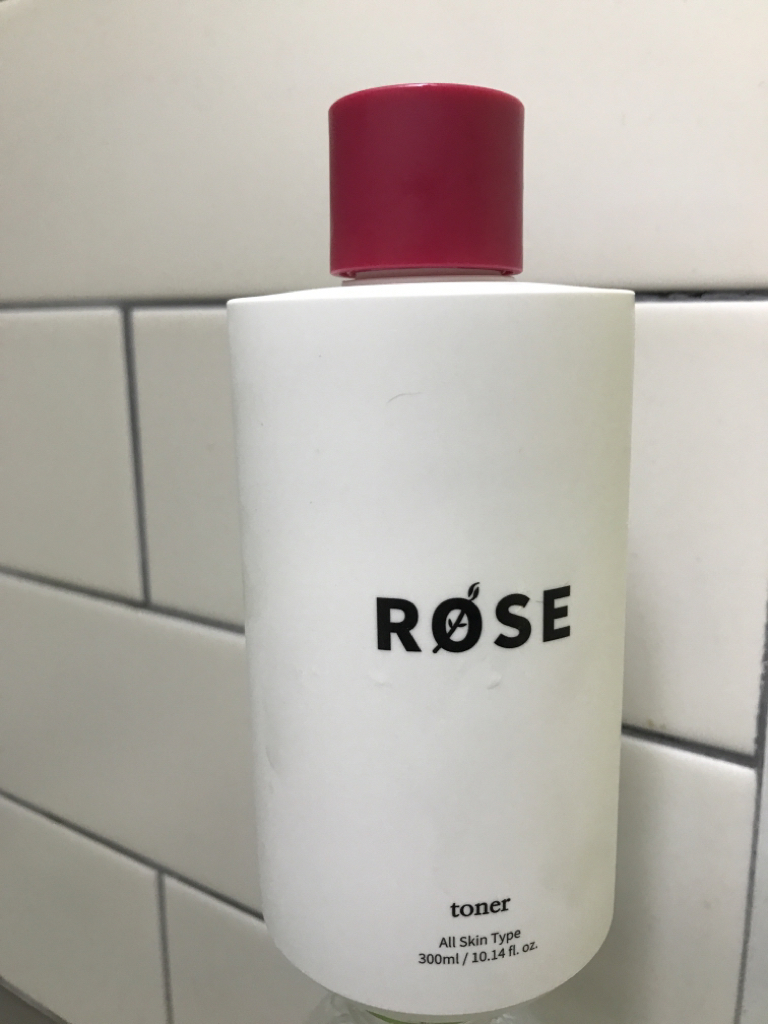 RØSE
toner
All Skin Type
300ml / 10.14 fl. oz.